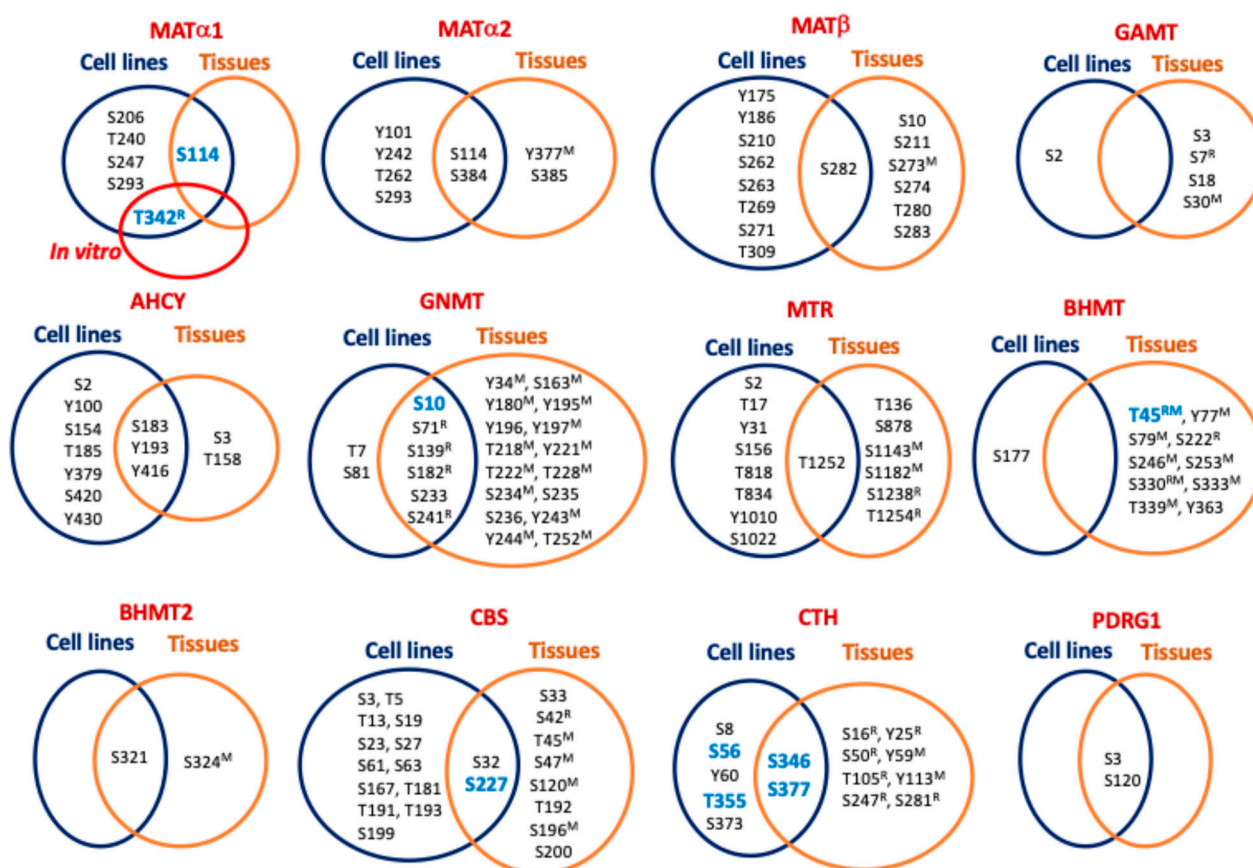 MATα1
Cell lines Tissues
S206
T240
S247
S293
S114
T342ᴿ
In vitro
MATα2
Cell lines Tissues
Y101
Y242
T262
S293
S114
S384
Y377ᴹ
S385
MATβ
Cell lines Tissues
Y175
Y186
S210
S262
S263
T269
S271
T309
S282
S10
S211
S273ᴹ
S274
T280
S283
GAMT
Cell lines Tissues
S2
S3
S7ᴿ
S18
S30ᴹ
AHCY
Cell lines Tissues
S2
Y100
S154
T185
Y379
S420
Y430
S183
Y193
Y416
S3
T158
GNMT
Cell lines Tissues
T7
S81
S10
S71ᴿ
S139ᴿ
S182ᴿ
S233
S241ᴿ
Y34ᴹ, S163ᴹ
Y180ᴹ, Y195ᴹ
Y196, Y197ᴹ
T218ᴹ, Y221ᴹ
T222ᴹ, T228ᴹ
S234ᴹ, S235
S236, Y243ᴹ
Y244ᴹ, T252ᴹ
MTR
Cell lines Tissues
S2
T17
Y31
S156
T818
T834
Y1010
S1022
T1252
T136
S878
S1143ᴹ
S1182ᴹ
S1238ᴿ
T1254ᴿ
BHMT
Cell lines Tissues
S177
T45ᴿᴹ, Y77ᴹ
S79ᴹ, S222ᴿ
S246ᴹ, S253ᴹ
S330ᴿᴹ, S333ᴹ
T339ᴹ, Y363
BHMT2
Cell lines Tissues
S321
S324ᴹ
CBS
Cell lines Tissues
S3, T5
T13, S19
S23, S27
S61, S63
S167, T181
T191, T193
S199
S32
S227
S33
S42ᴿ
T45ᴹ
S47ᴹ
S120ᴹ
T192
S196ᴹ
S200
CTH
Cell lines Tissues
S8
S56
Y60
T355
S373
S346
S377
S16ᴿ, Y25ᴿ
S50ᴿ, Y59ᴹ
T105ᴿ, Y113ᴹ
S247ᴿ, S281ᴿ
PDRG1
Cell lines Tissues
S3
S120